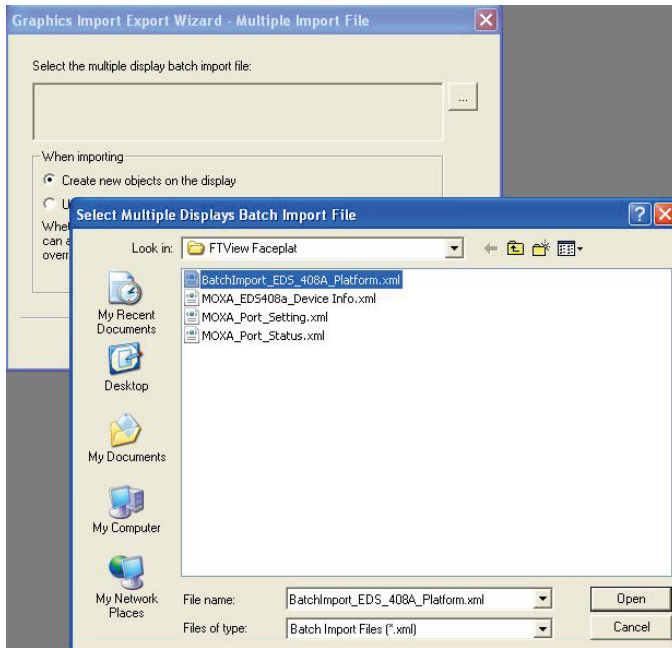 Graphics Import Export Wizard - Multiple Import File
Select the multiple display batch import file:
...
When importing
Create new objects on the display
U
Whet
can a
overr
Select Multiple Displays Batch Import File
Look in:
FTView Faceplat
BatchImport_EDS_408A_Platform.xml
MOXA_EDS408a_Device Info.xml
MOXA_Port_Setting.xml
MOXA_Port_Status.xml
My Recent
Documents
Desktop
My Documents
My Computer
My Network
Places
File name:
BatchImport_EDS_408A_Platform.xml
Open
Files of type:
Batch Import Files (*.xml)
Cancel